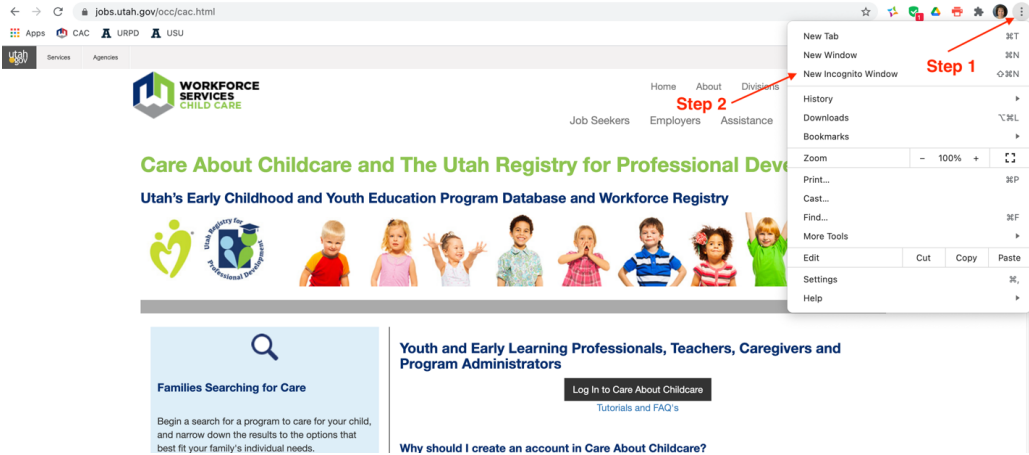 jobs.utah.gov/occ/cac.html
Apps CAC URPD USU
utah.gov Services Agencies
WORKFORCE
SERVICES
CHILD CARE
Home About Divisions
Job Seekers Employers Assistance
Care About Childcare and The Utah Registry for Professional Deve
Utah's Early Childhood and Youth Education Program Database and Workforce Registry
Utah Registry for
Professional Development
Families Searching for Care
Begin a search for a program to care for your child,
and narrow down the results to the options that
best fit your family's individual needs.
Youth and Early Learning Professionals, Teachers, Caregivers and
Program Administrators
Log In to Care About Childcare
Tutorials and FAQ's
Why should I create an account in Care About Childcare?
1
New Tab ⌘T
New Window ⌘N
New Incognito Window ⇧⌘N
History
Downloads ⌥⌘L
Bookmarks
Zoom - 100% +
Print... ⌘P
Cast...
Find... ⌘F
More Tools
Edit Cut Copy Paste
Settings ⌘,
Help
Step 1
Step 2